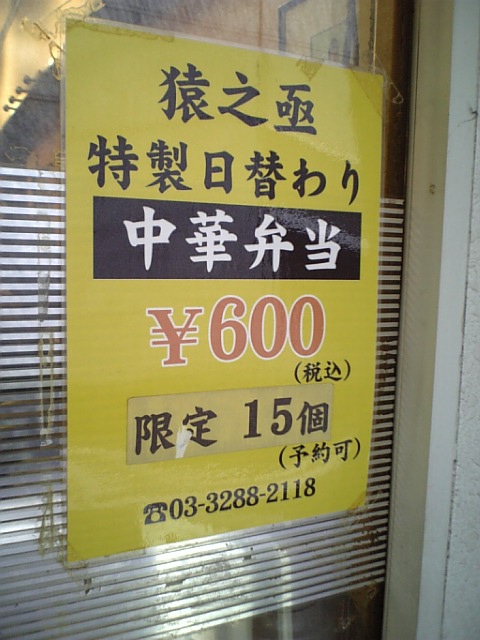 猿之亟
特製日替わり
中華弁当
¥600
(税込)
限定 15個
(予約可)
☎03-3288-2118